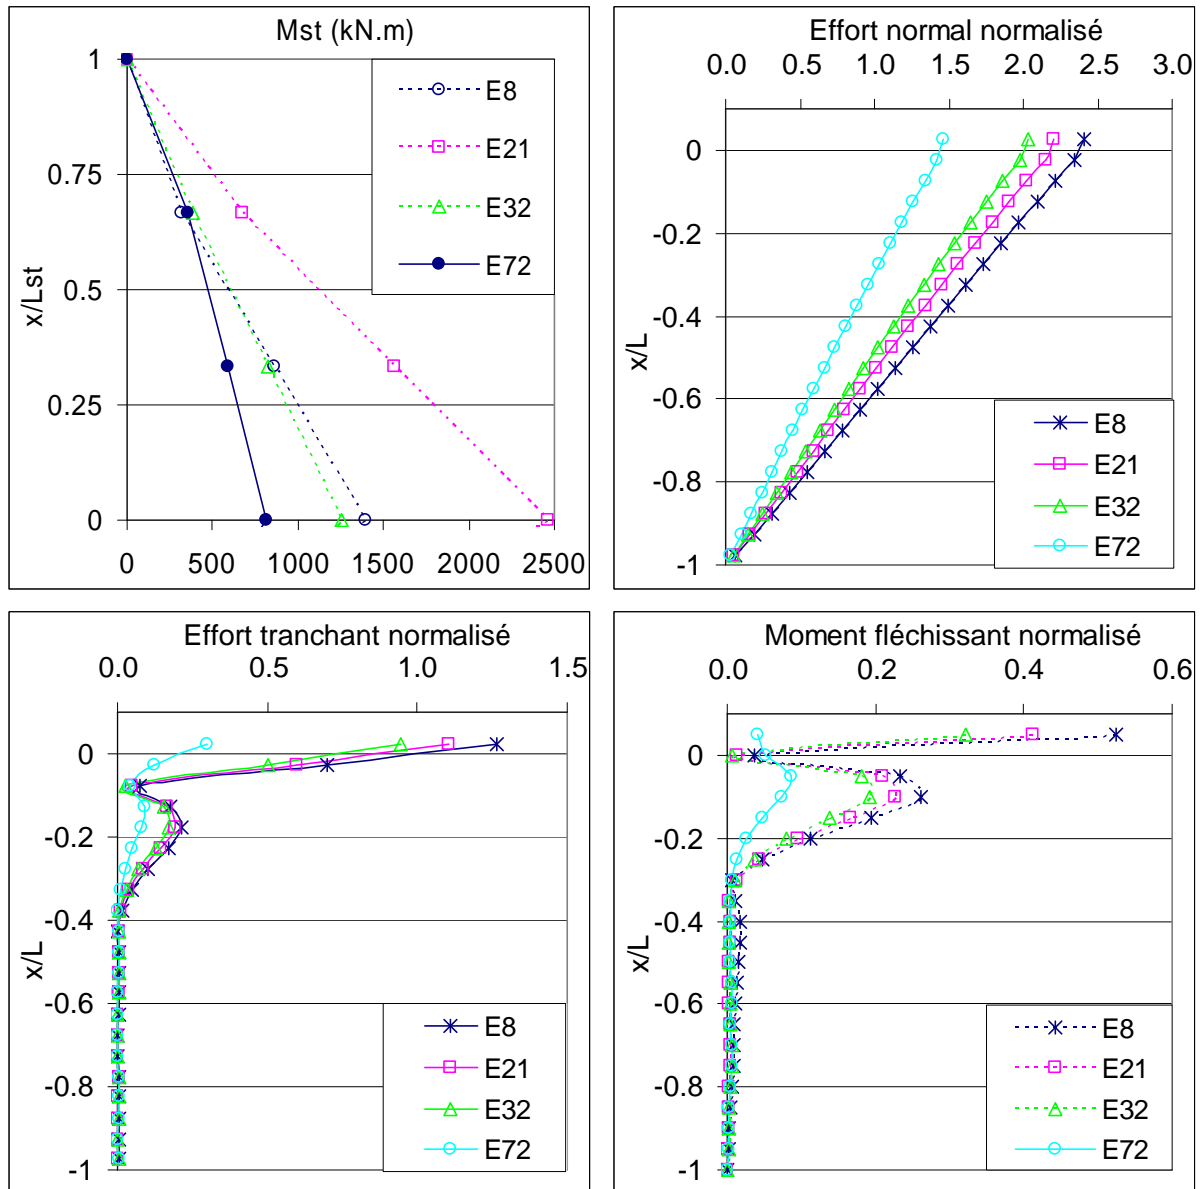 Mst (kN.m)
1
0.75
0.5
0.25
0
x/Lst
0 500 1000 1500 2000 2500
E8
E21
E32
E72
Effort normal normalisé
0.0 0.5 1.0 1.5 2.0 2.5 3.0
0
-0.2
-0.4
-0.6
-0.8
-1
x/L
E8
E21
E32
E72
Effort tranchant normalisé
0.0 0.5 1.0 1.5
0
-0.2
-0.4
-0.6
-0.8
-1
x/L
E8
E21
E32
E72
Moment fléchissant normalisé
0.0 0.2 0.4 0.6
0
-0.2
-0.4
-0.6
-0.8
-1
x/L
E8
E21
E32
E72